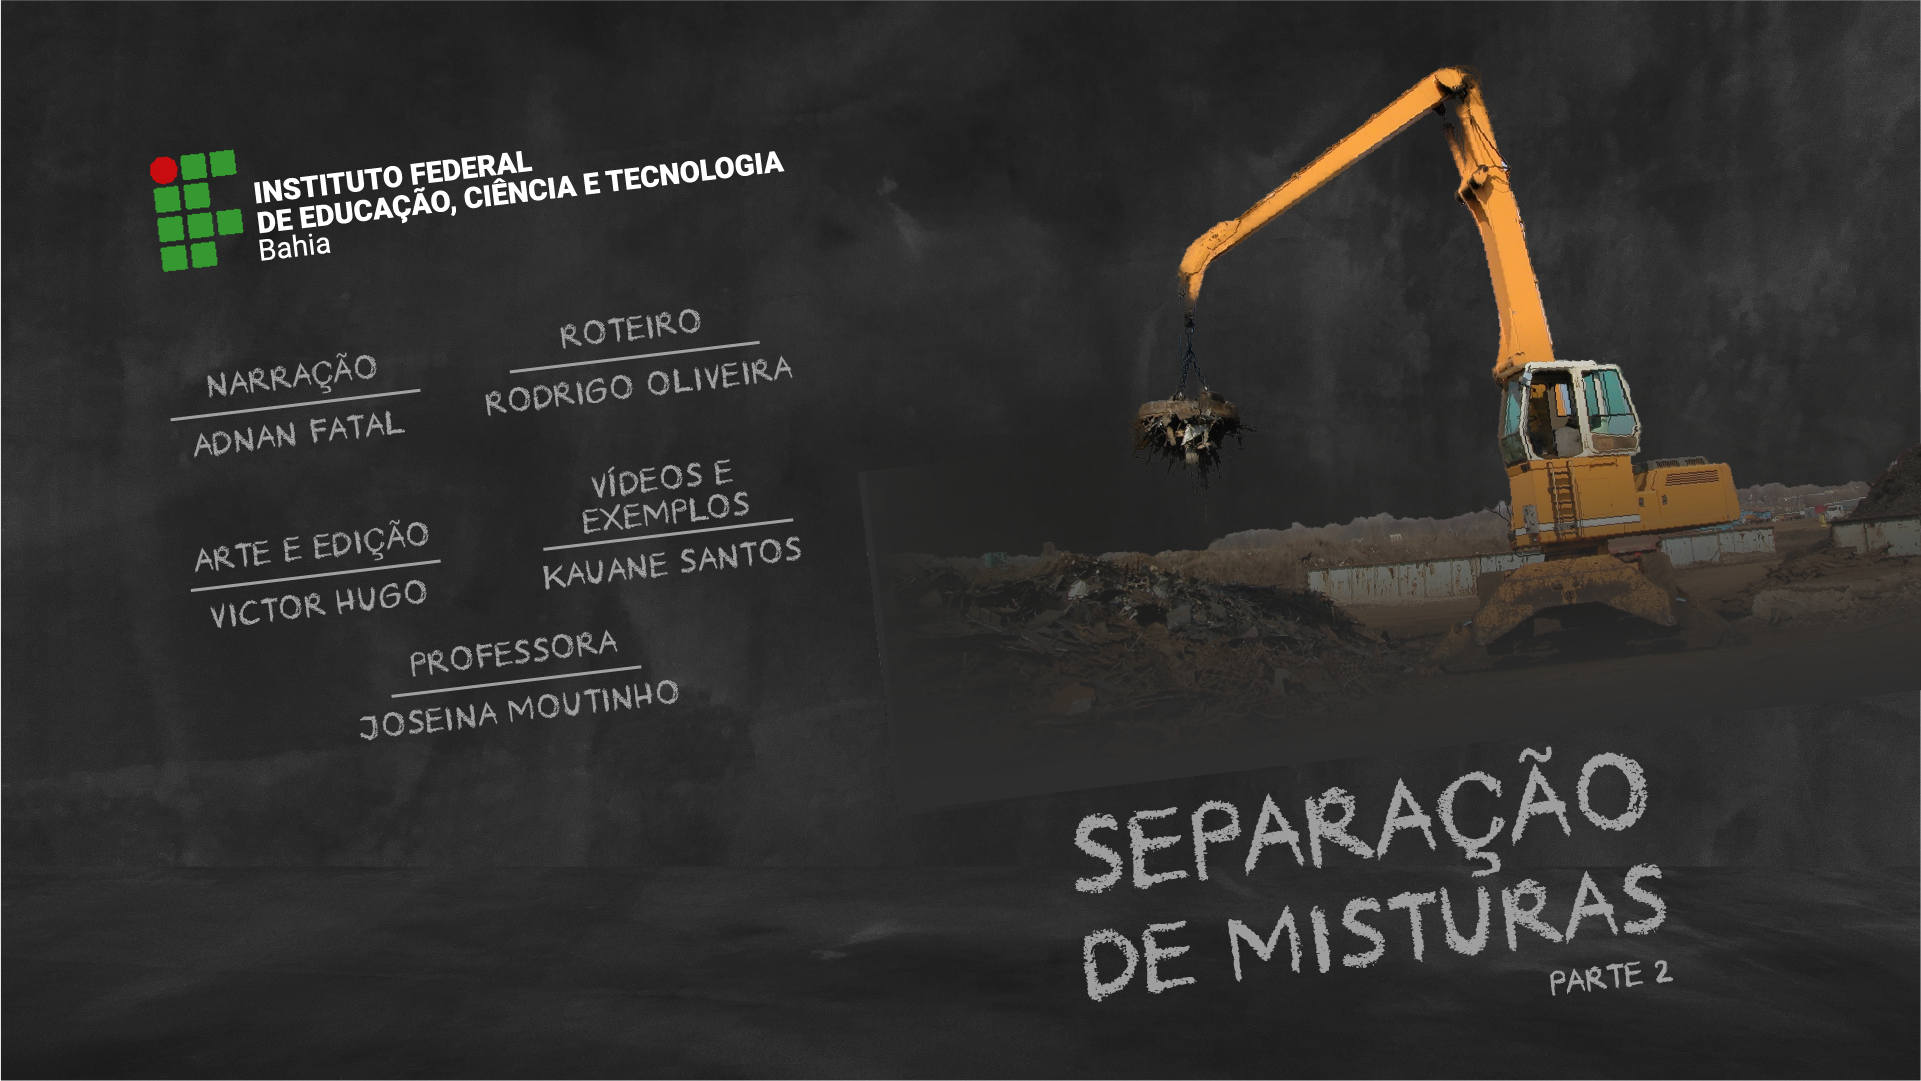 INSTITUTO FEDERAL
DE EDUCAÇÃO, CIÊNCIA E TECNOLOGIA
Bahia
NARRAÇÃO
ADNAN FATAL
ROTEIRO
RODRIGO OLIVEIRA
ARTE E EDIÇÃO
VICTOR HUGO
VÍDEOS E
EXEMPLOS
KAUANE SANTOS
PROFESSORA
JOSEINA MOUTINHO
SEPARAÇÃO
DE MISTURAS
PARTE 2